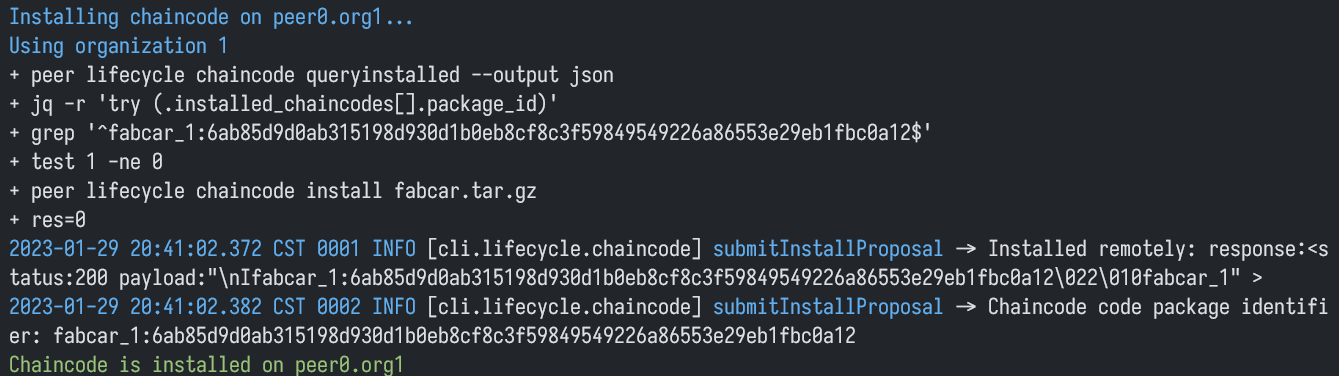 Installing chaincode on peer0.org1...
Using organization 1
+ peer lifecycle chaincode queryinstalled --output json
+ jq -r 'try (.installed_chaincodes[].package_id)'
+ grep '^fabcar_1:6ab85d9d0ab315198d930d1b0eb8cf8c3f59849549226a86553e29eb1fbc0a12$'
+ test 1 -ne 0
+ peer lifecycle chaincode install fabcar.tar.gz
+ res=0
2023-01-29 20:41:02.372 CST 0001 INFO [cli.lifecycle.chaincode] submitInstallProposal -> Installed remotely: response:<s
tatus:200 payload:"\nIfabcar_1:6ab85d9d0ab315198d930d1b0eb8cf8c3f59849549226a86553e29eb1fbc0a12\022\010fabcar_1" >
2023-01-29 20:41:02.382 CST 0002 INFO [cli.lifecycle.chaincode] submitInstallProposal -> Chaincode code package identifi
er: fabcar_1:6ab85d9d0ab315198d930d1b0eb8cf8c3f59849549226a86553e29eb1fbc0a12
Chaincode is installed on peer0.org1